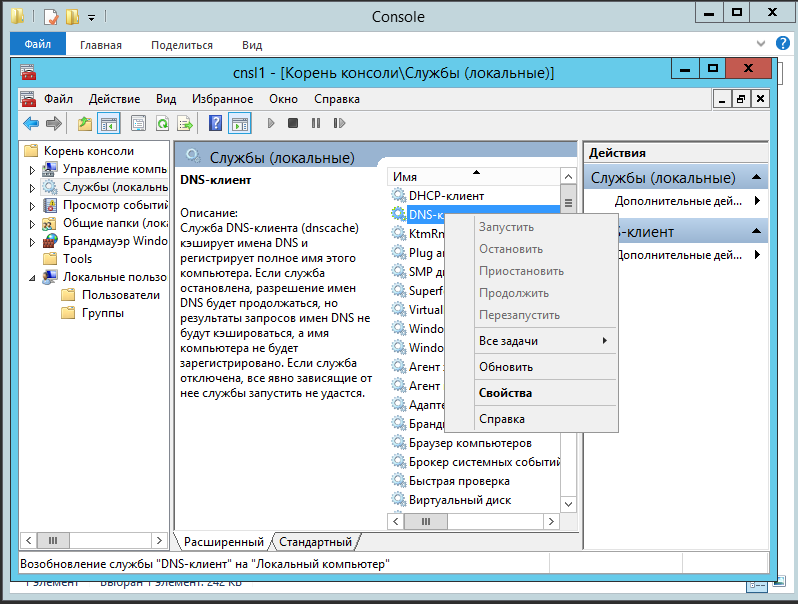 Console
Файл
Главная
Поделиться
Вид
cnsl1 - [Корень консоли\Службы (локальные)]
Файл
Действие
Вид
Избранное
Окно
Справка
Корень консоли
Управление компь
Службы (локальнь
Просмотр событий
Общие папки (лока
Брандмауэр Windo
Tools
Локальные пользо
Пользователи
Группы
Службы (локальные)
DNS-клиент
Описание:
Служба DNS-клиента (dnscache)
кэширует имена DNS и
регистрирует полное имя этого
компьютера. Если служба
остановлена, разрешение имен
DNS будет продолжаться, но
результаты запросов имен DNS не
будут кэшироваться, а имя
компьютера не будет
зарегистрировано. Если служба
отключена, все явно зависящие от
нее службы запустить не удастся.
Имя
DHCP-клиент
DNS-к
KtmRn
Plug a
SMP д
Superf
Virtual
Windo
Windo
Агент
Агент
Адапте
Бранд
Браузер компьютеров
Брокер системных событий
Быстрая проверка
Виртуальный диск
Запустить
Остановить
Приостановить
Продолжить
Перезапустить
Все задачи
Обновить
Свойства
Справка
Действия
Службы (локальные)
Дополнительные дей...
-клиент
Дополнительные дей...
Расширенный
Стандартный
Возобновление службы "DNS-клиент" на "Локальный компьютер"
1 элемент
Выбран 1 элемент: 242 КБ